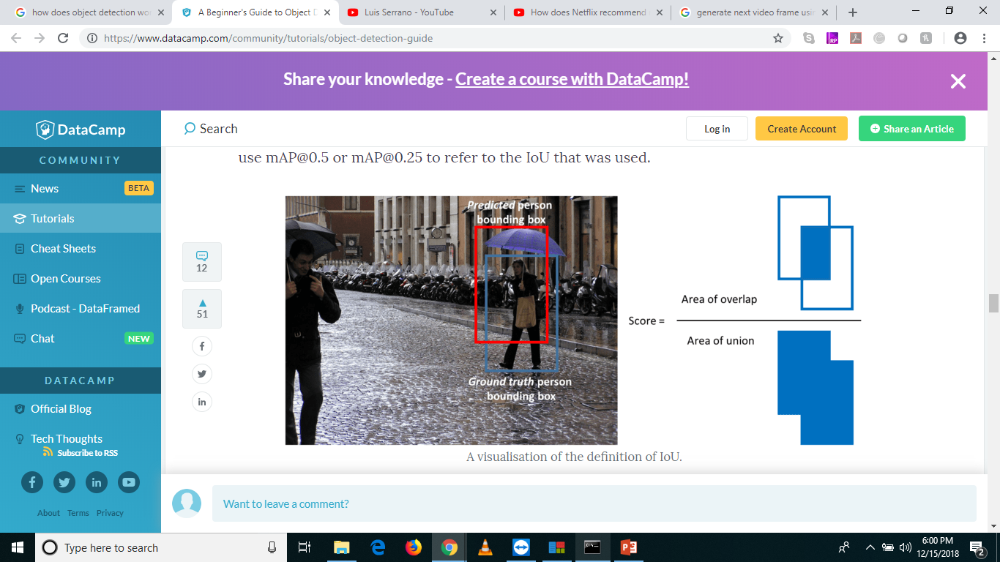 how does object detection wo
A Beginner's Guide to Object D
Luis Serrano - YouTube
How does Netflix recommend
generate next video frame usin
https://www.datacamp.com/community/tutorials/object-detection-guide
Share your knowledge - Create a course with DataCamp!
DataCamp
Search
Log in
Create Account
Share an Article
COMMUNITY
News
BETA
Tutorials
Cheat Sheets
Open Courses
Podcast - DataFramed
Chat
NEW
DATACAMP
Official Blog
Tech Thoughts
Subscribe to RSS
About Terms Privacy
12
51
use mAP@0.5 or mAP@0.25 to refer to the IoU that was used.
Predicted person
bounding box
Ground truth person
bounding box
Score =
Area of overlap
Area of union
A visualisation of the definition of IoU.
Want to leave a comment?
Type here to search
6:00 PM
12/15/2018
2